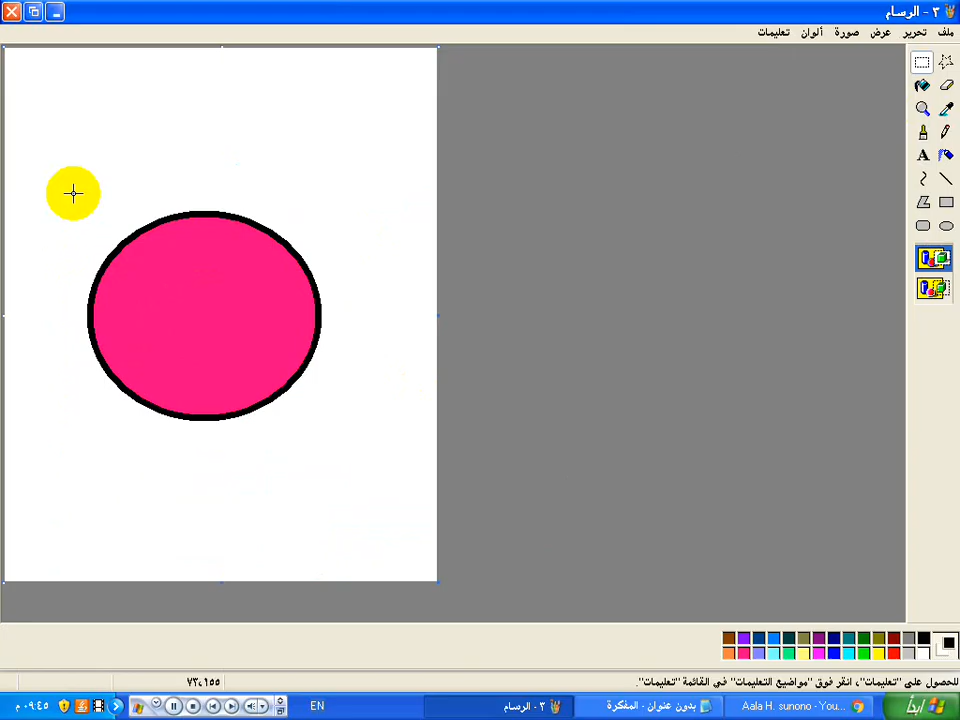 ٣ - الرسام
ملف تحرير عرض صورة ألوان تعليمات
A
للحصول على "تعليمات"، انقر فوق "مواضيع التعليمات" في القائمة "تعليمات".
٧٣،١٥٥
ابدأ
Aala H. sunono - You...
بدون عنوان - المفكرة
٣ - الرسام
EN
٠٩:٤٥ م